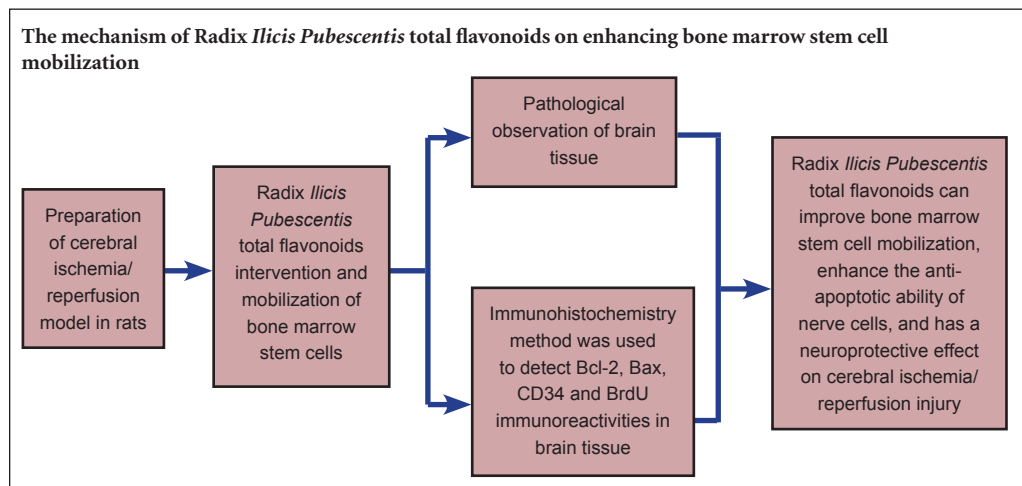 The mechanism of Radix Ilicis Pubescentis total flavonoids on enhancing bone marrow stem cell
mobilization
Preparation
of cerebral
ischemia/
reperfusion
model in rats
Radix Ilicis
Pubescentis
total flavonoids
intervention and
mobilization of
bone marrow
stem cells
Pathological
observation of brain
tissue
Immunohistochemistry
method was used
to detect Bcl-2, Bax,
CD34 and BrdU
immunoreactivities in
brain tissue
Radix Ilicis Pubescentis
total flavonoids can
improve bone marrow
stem cell mobilization,
enhance the anti-
apoptotic ability of
nerve cells, and has a
neuroprotective effect
on cerebral ischemia/
reperfusion injury